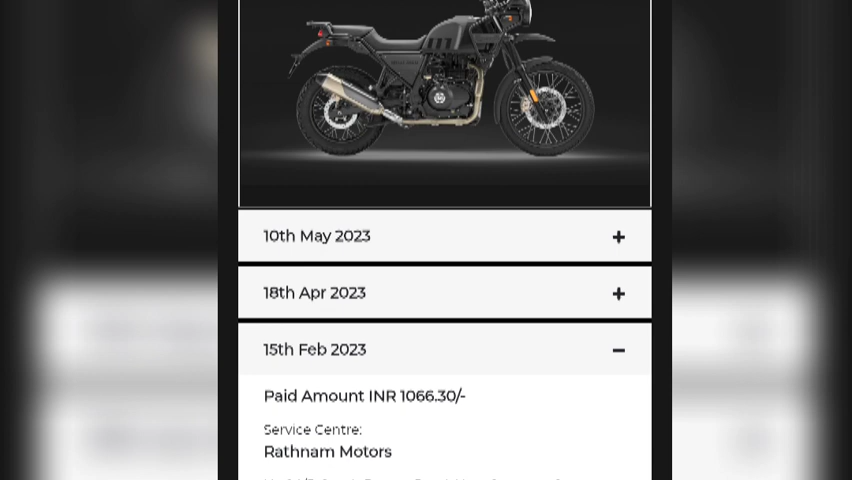 10th May 2023
18th Apr 2023
15th Feb 2023
Paid Amount INR 1066.30/-
Service Centre:
Rathnam Motors